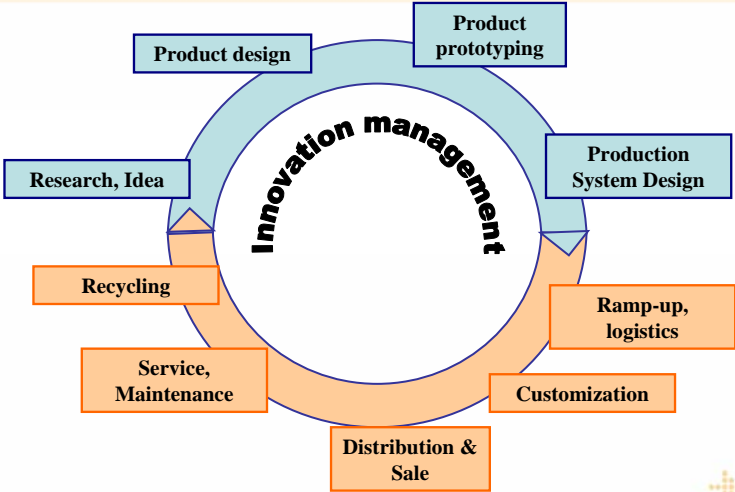 Product
prototyping
Product design
Innovation management
Production
System Design
Research, Idea
Recycling
Ramp-up,
logistics
Service,
Maintenance
Customization
Distribution &
Sale